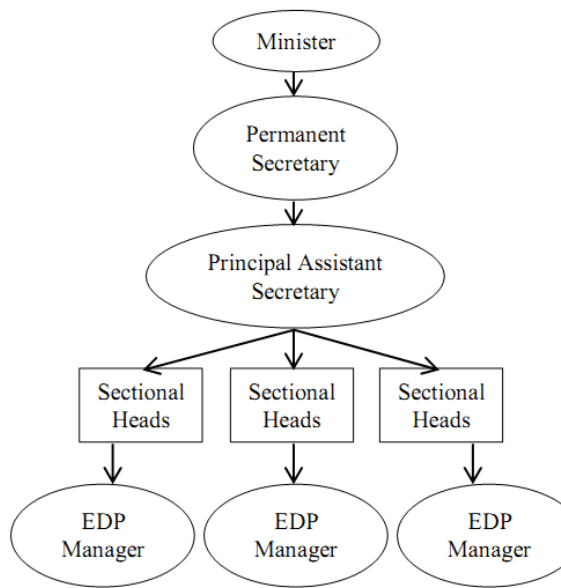 Minister
Permanent
Secretary
Principal Assistant
Secretary
Sectional
Heads
Sectional
Heads
Sectional
Heads
EDP
Manager
EDP
Manager
EDP
Manager